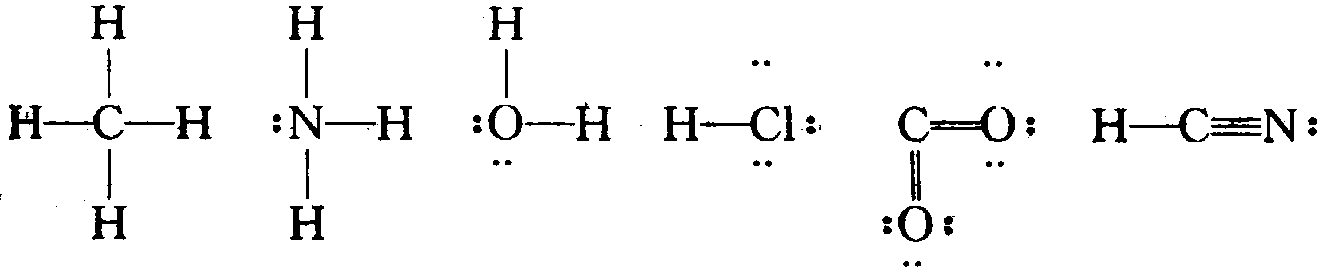 H H H
H—C—H :N—H :O—H H—Cl: C=O: H—C≡N:
H H :O: